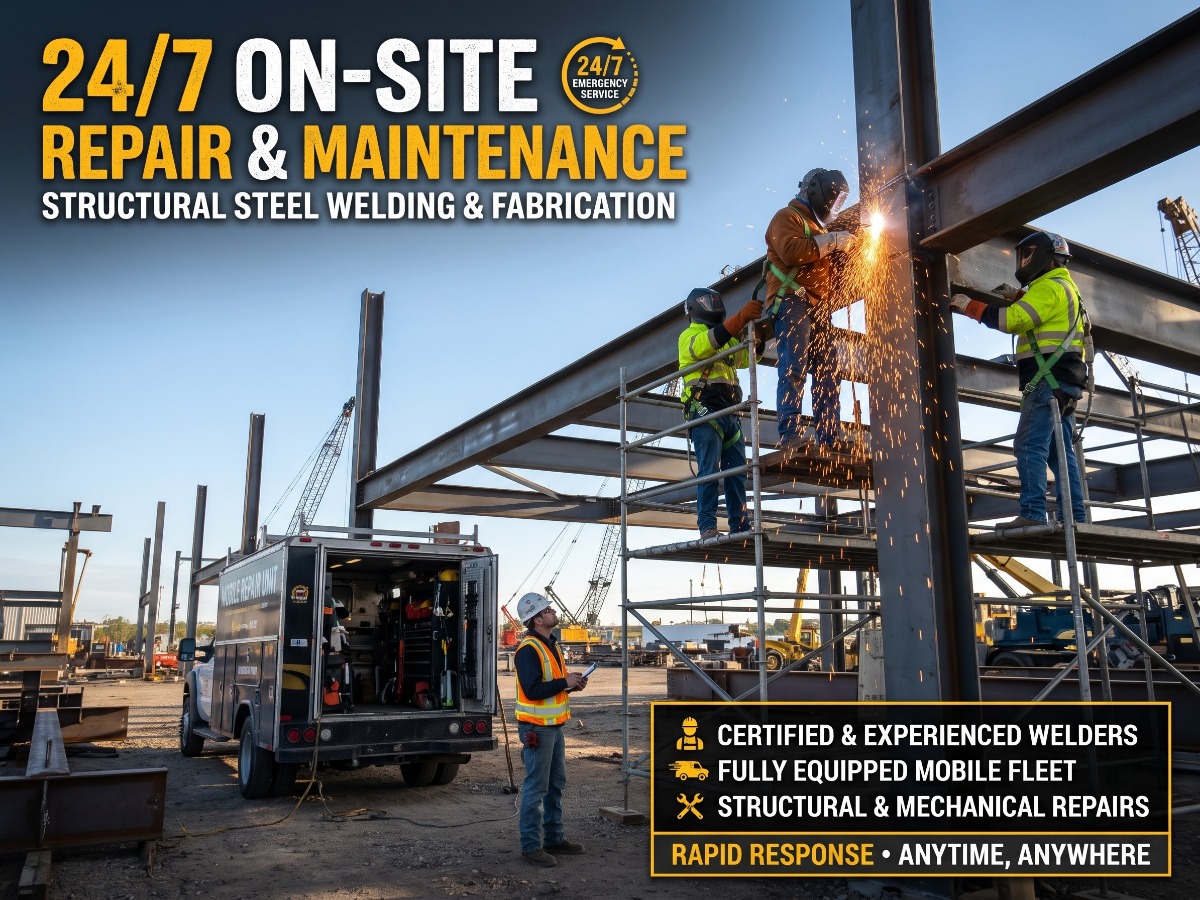 24/7 ON-SITE
24/7
EMERGENCY
SERVICE
REPAIR & MAINTENANCE
STRUCTURAL STEEL WELDING & FABRICATION
MOBILE REPAIR UNIT
CERTIFIED & EXPERIENCED WELDERS
FULLY EQUIPPED MOBILE FLEET
STRUCTURAL & MECHANICAL REPAIRS
RAPID RESPONSE • ANYTIME, ANYWHERE